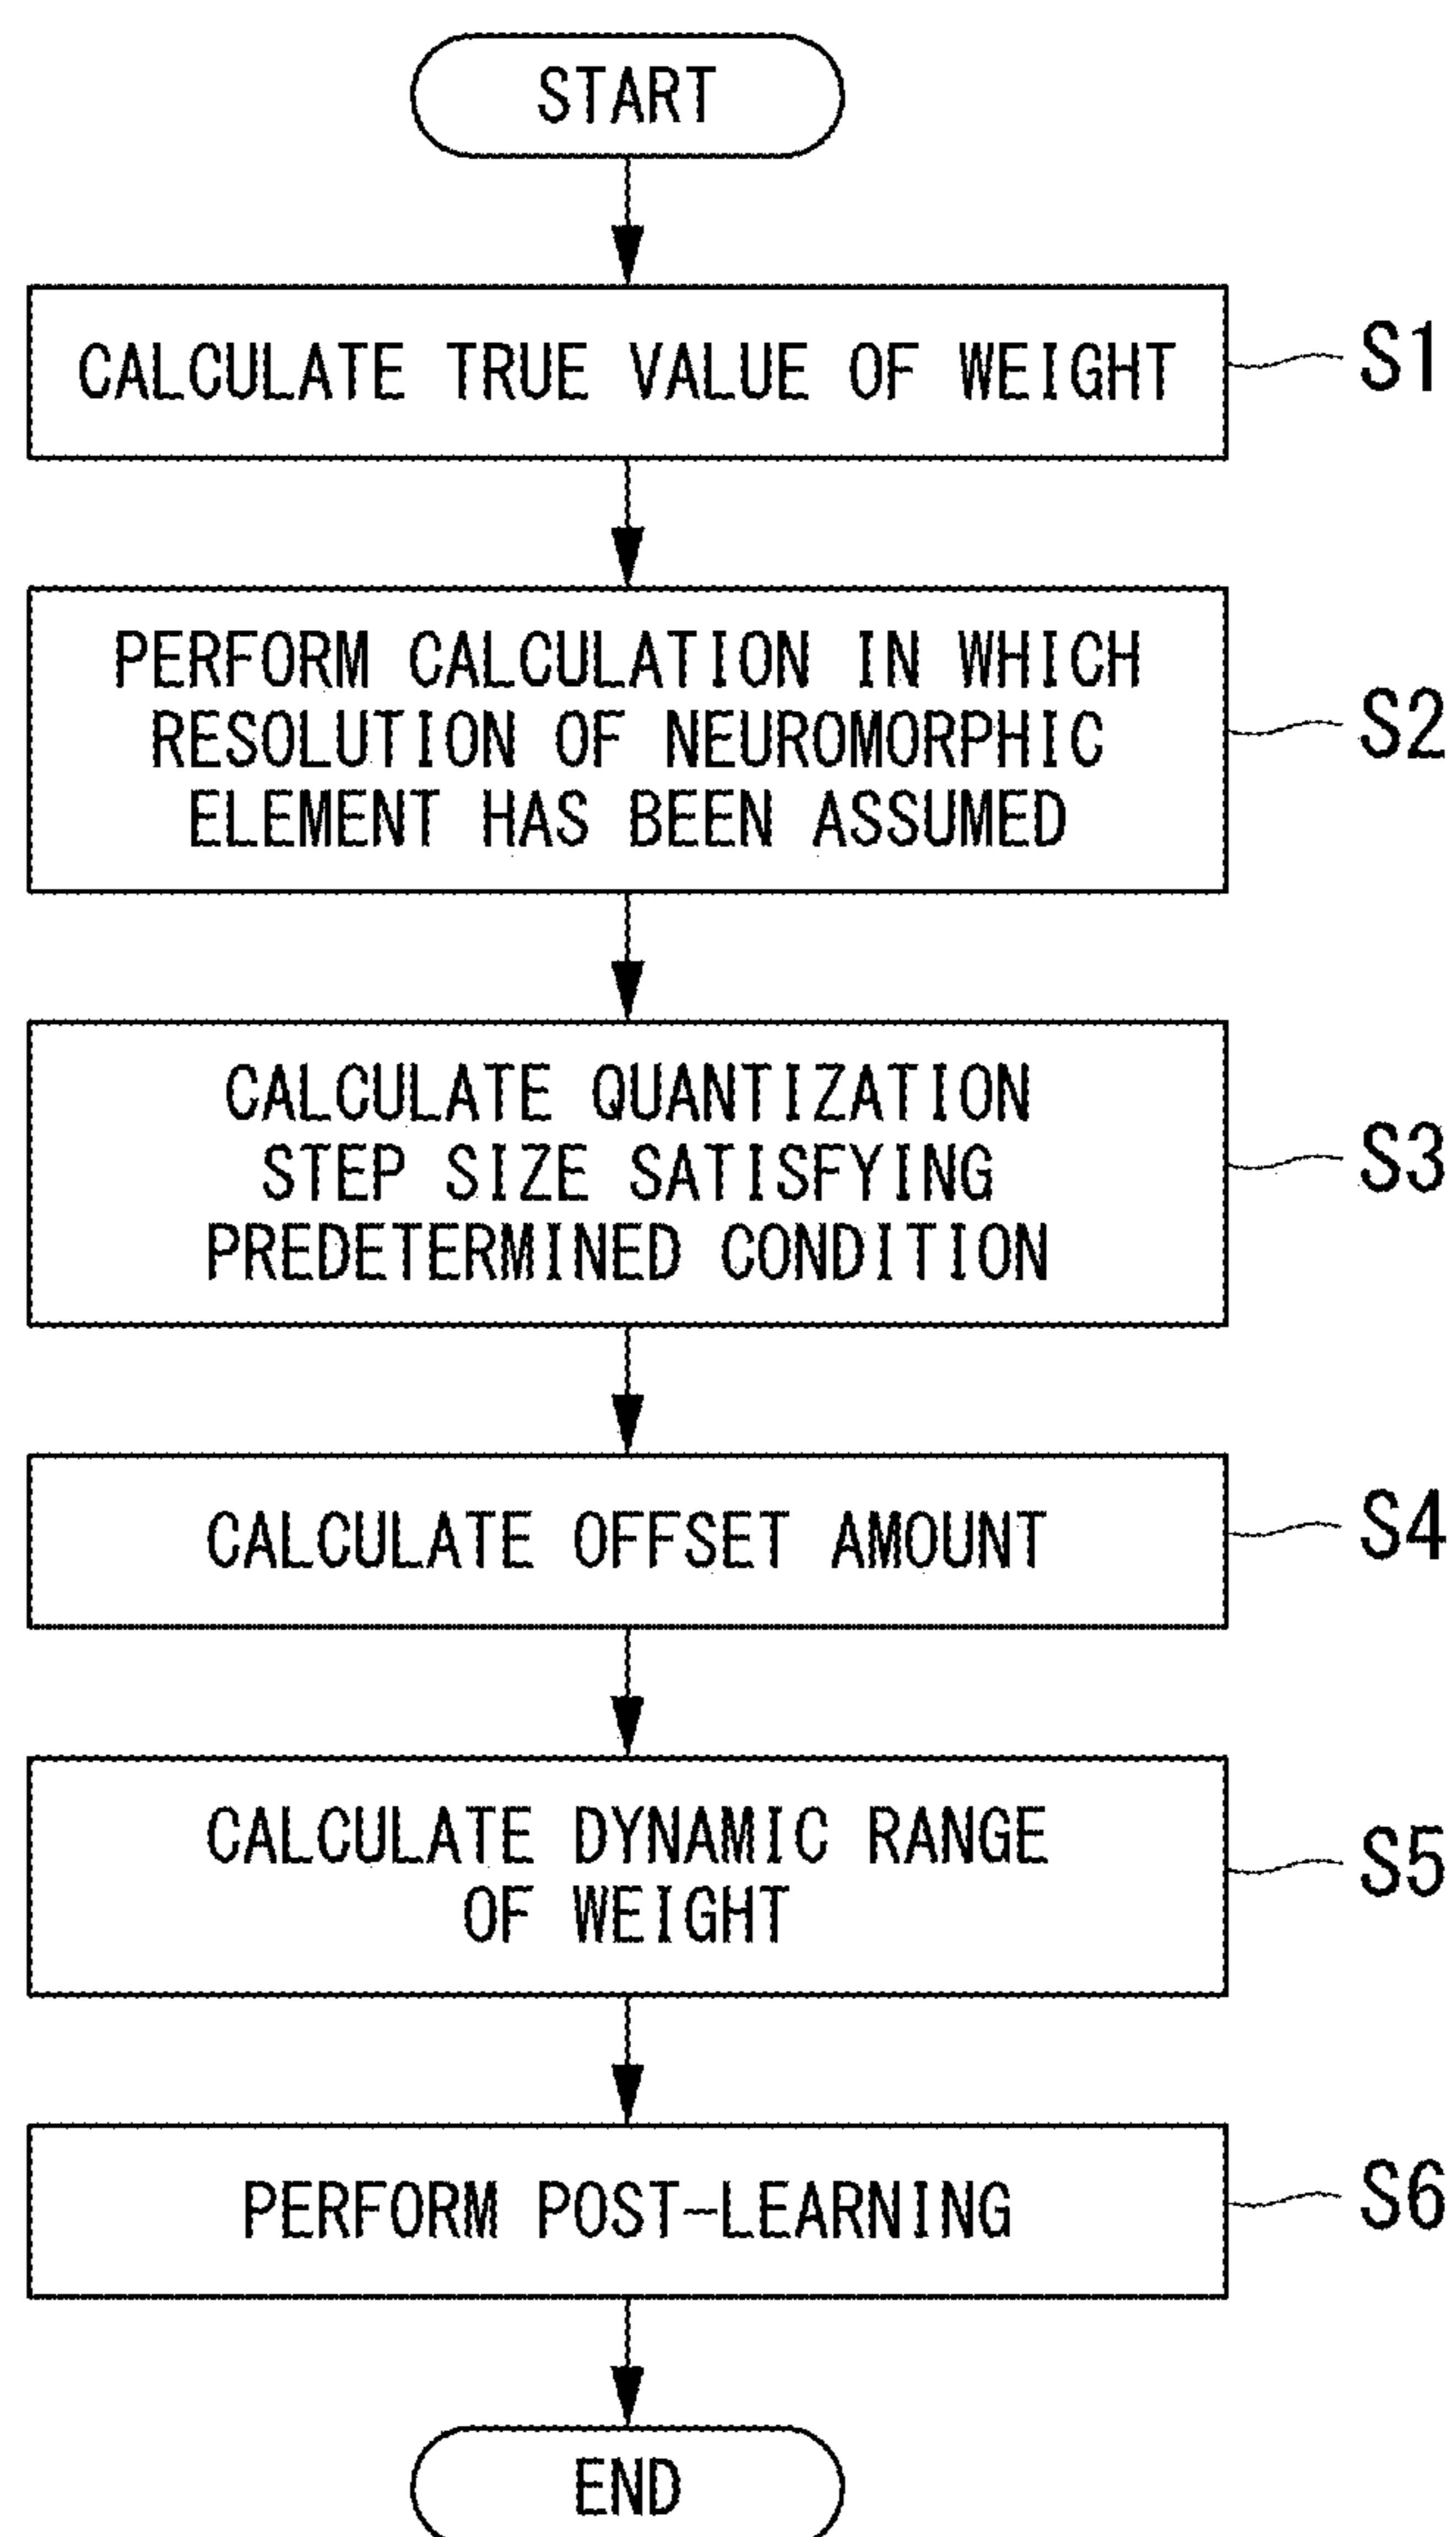 START
CALCULATE TRUE VALUE OF WEIGHT
S1
PERFORM CALCULATION IN WHICH
RESOLUTION OF NEUROMORPHIC
ELEMENT HAS BEEN ASSUMED
S2
CALCULATE QUANTIZATION
STEP SIZE SATISFYING
PREDETERMINED CONDITION
S3
CALCULATE OFFSET AMOUNT
S4
CALCULATE DYNAMIC RANGE
OF WEIGHT
S5
PERFORM POST-LEARNING
S6
END